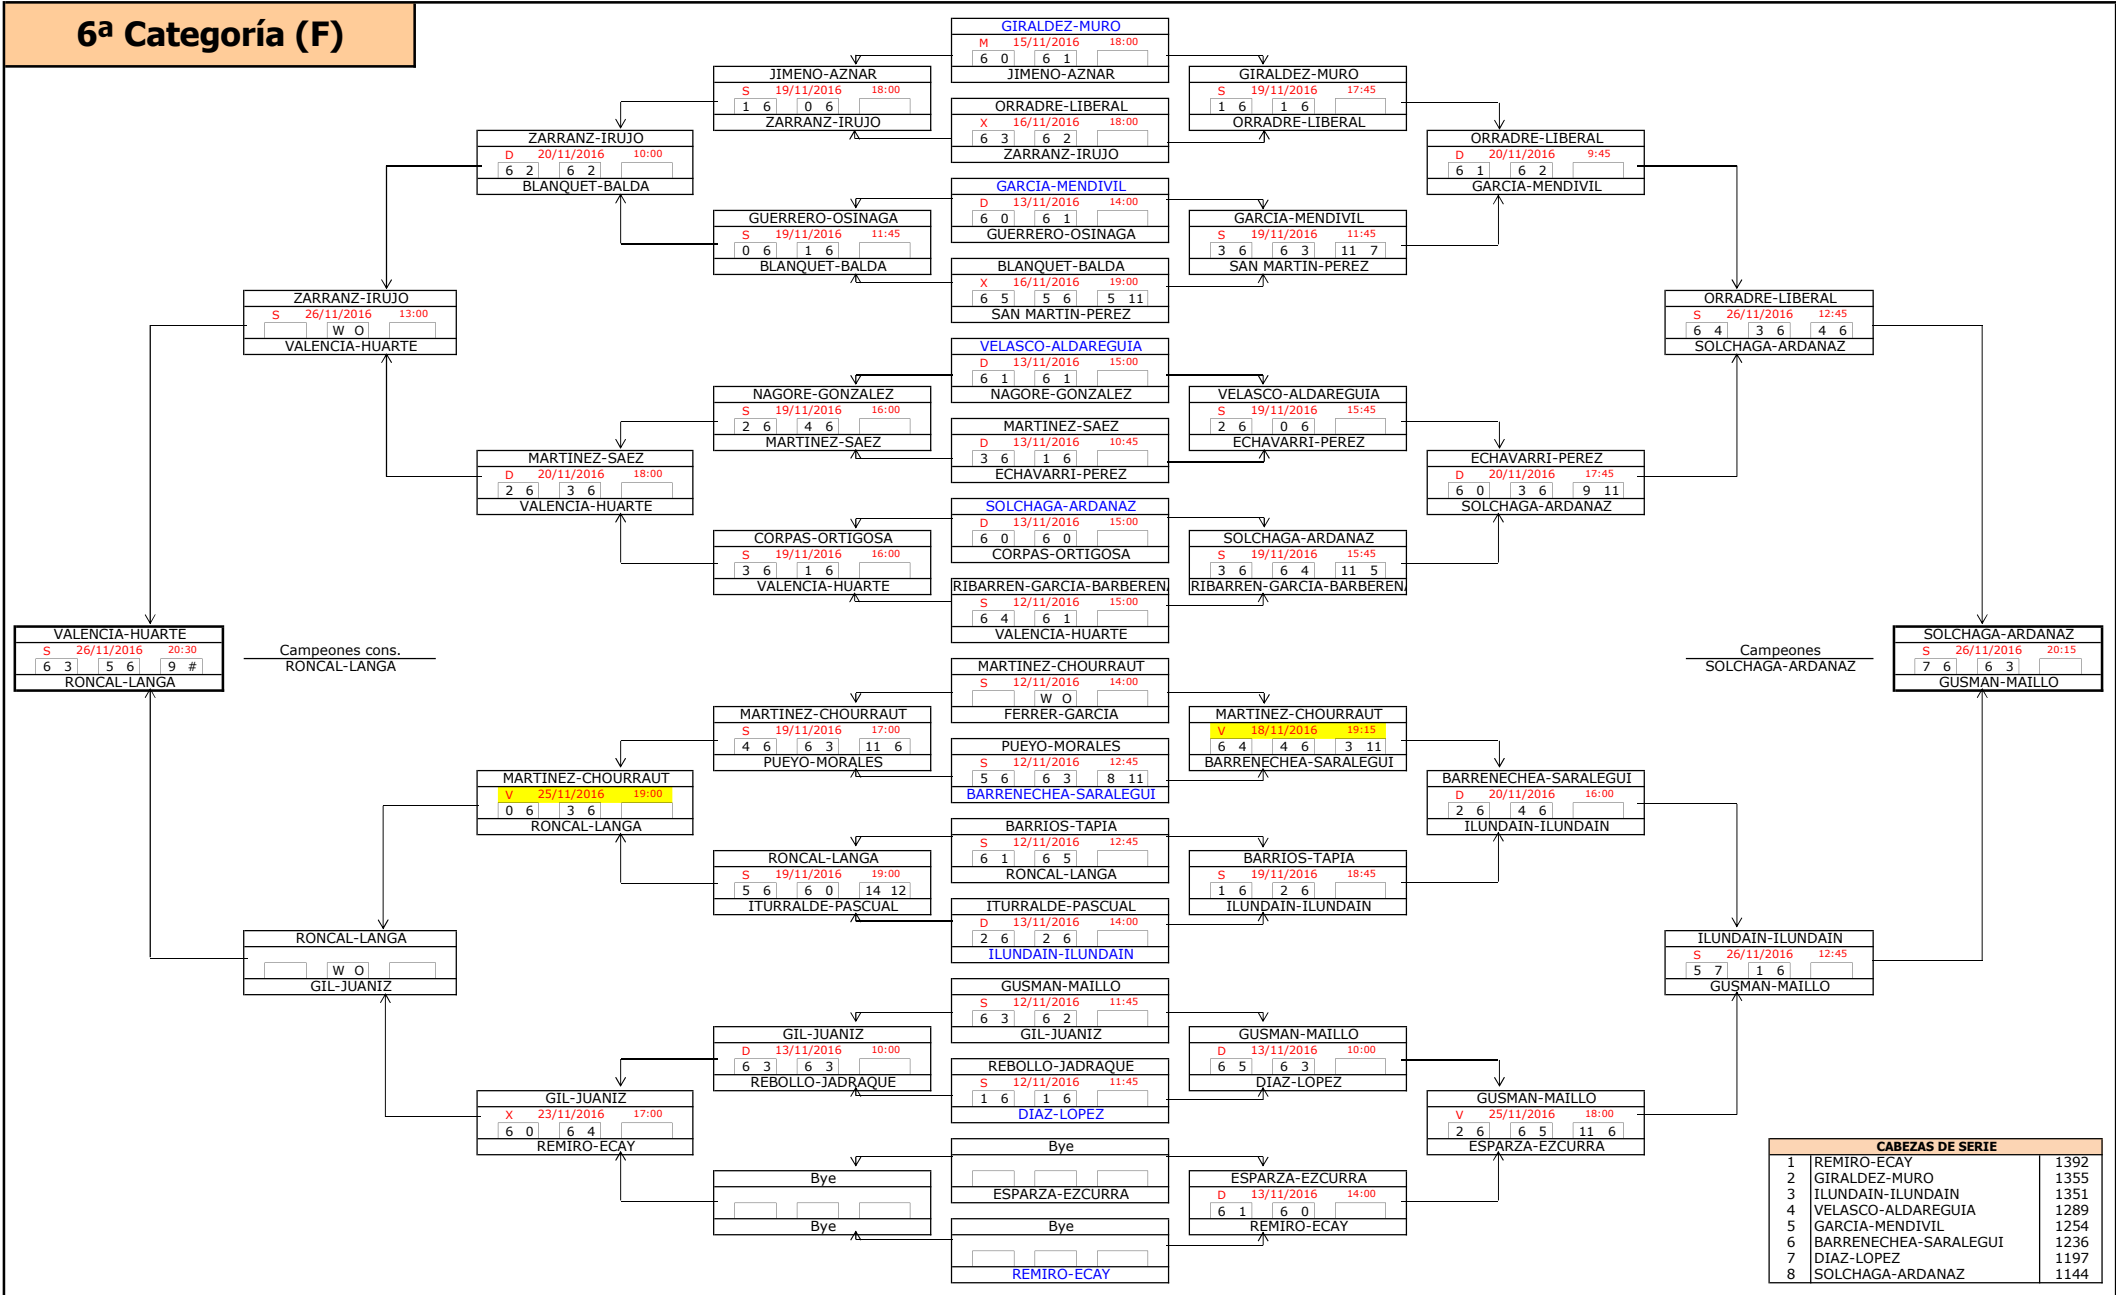 6ª Categoría (F)
GIRALDEZ-MURO
M 15/11/2016 18:00
6 0 6 1
JIMENO-AZNAR
ORRADRE-LIBERAL
X 16/11/2016 18:00
6 3 6 2
ZARRANZ-IRUJO
GARCIA-MENDIVIL
D 13/11/2016 14:00
6 0 6 1
GUERRERO-OSINAGA
BLANQUET-BALDA
X 16/11/2016 19:00
6 5 5 6 5 11
SAN MARTIN-PEREZ
VELASCO-ALDAREGUIA
D 13/11/2016 15:00
6 1 6 1
NAGORE-GONZALEZ
MARTINEZ-SAEZ
D 13/11/2016 10:45
3 6 1 6
ECHAVARRI-PEREZ
SOLCHAGA-ARDANAZ
D 13/11/2016 15:00
6 0 6 0
CORPAS-ORTIGOSA
RIBARREN-GARCIA-BARBEREN
S 12/11/2016 15:00
6 4 6 1
VALENCIA-HUARTE
MARTINEZ-CHOURRAUT
S 12/11/2016 14:00
W O
FERRER-GARCIA
PUEYO-MORALES
S 12/11/2016 12:45
5 6 6 3 8 11
BARRENECHEA-SARALEGUI
BARRIOS-TAPIA
S 12/11/2016 12:45
6 1 6 5
RONCAL-LANGA
ITURRALDE-PASCUAL
D 13/11/2016 14:00
2 6 2 6
ILUNDAIN-ILUNDAIN
GUSMAN-MAILLO
S 12/11/2016 11:45
6 3 6 2
GIL-JUANIZ
REBOLLO-JADRAQUE
S 12/11/2016 11:45
1 6 1 6
DIAZ-LOPEZ
Bye
ESPARZA-EZCURRA
Bye
REMIRO-ECAY
JIMENO-AZNAR
S 19/11/2016 18:00
1 6 0 6
ZARRANZ-IRUJO
GUERRERO-OSINAGA
S 19/11/2016 11:45
0 6 1 6
BLANQUET-BALDA
NAGORE-GONZALEZ
S 19/11/2016 16:00
2 6 4 6
MARTINEZ-SAEZ
CORPAS-ORTIGOSA
S 19/11/2016 16:00
3 6 1 6
VALENCIA-HUARTE
MARTINEZ-CHOURRAUT
S 19/11/2016 17:00
4 6 6 3 11 6
PUEYO-MORALES
RONCAL-LANGA
S 19/11/2016 19:00
5 6 6 0 14 12
ITURRALDE-PASCUAL
GIL-JUANIZ
D 13/11/2016 10:00
6 3 6 3
REBOLLO-JADRAQUE
Bye
Bye
ZARRANZ-IRUJO
D 20/11/2016 10:00
6 2 6 2
BLANQUET-BALDA
MARTINEZ-SAEZ
D 20/11/2016 18:00
2 6 3 6
VALENCIA-HUARTE
MARTINEZ-CHOURRAUT
V 25/11/2016 19:00
0 6 3 6
RONCAL-LANGA
GIL-JUANIZ
X 23/11/2016 17:00
6 0 6 4
REMIRO-ECAY
ZARRANZ-IRUJO
S 26/11/2016 13:00
W O
VALENCIA-HUARTE
RONCAL-LANGA
W O
GIL-JUANIZ
VALENCIA-HUARTE
S 26/11/2016 20:30
6 3 5 6 9 #
RONCAL-LANGA
Campeones cons.
RONCAL-LANGA
GIRALDEZ-MURO
S 19/11/2016 17:45
1 6 1 6
ORRADRE-LIBERAL
GARCIA-MENDIVIL
S 19/11/2016 11:45
3 6 6 3 11 7
SAN MARTIN-PEREZ
VELASCO-ALDAREGUIA
S 19/11/2016 15:45
2 6 0 6
ECHAVARRI-PEREZ
SOLCHAGA-ARDANAZ
S 19/11/2016 15:45
3 6 6 4 11 5
RIBARREN-GARCIA-BARBEREN
MARTINEZ-CHOURRAUT
V 18/11/2016 19:15
6 4 4 6 3 11
BARRENECHEA-SARALEGUI
BARRIOS-TAPIA
S 19/11/2016 18:45
1 6 2 6
ILUNDAIN-ILUNDAIN
GUSMAN-MAILLO
D 13/11/2016 10:00
6 5 6 3
DIAZ-LOPEZ
ESPARZA-EZCURRA
D 13/11/2016 14:00
6 1 6 0
REMIRO-ECAY
ORRADRE-LIBERAL
D 20/11/2016 9:45
6 1 6 2
GARCIA-MENDIVIL
ECHAVARRI-PEREZ
D 20/11/2016 17:45
6 0 3 6 9 11
SOLCHAGA-ARDANAZ
BARRENECHEA-SARALEGUI
D 20/11/2016 16:00
2 6 4 6
ILUNDAIN-ILUNDAIN
GUSMAN-MAILLO
V 25/11/2016 18:00
2 6 6 5 11 6
ESPARZA-EZCURRA
ORRADRE-LIBERAL
S 26/11/2016 12:45
6 4 3 6 4 6
SOLCHAGA-ARDANAZ
ILUNDAIN-ILUNDAIN
S 26/11/2016 12:45
5 7 1 6
GUSMAN-MAILLO
Campeones
SOLCHAGA-ARDANAZ
SOLCHAGA-ARDANAZ
S 26/11/2016 20:15
7 6 6 3
GUSMAN-MAILLO
CABEZAS DE SERIE
1 REMIRO-ECAY 1392
2 GIRALDEZ-MURO 1355
3 ILUNDAIN-ILUNDAIN 1351
4 VELASCO-ALDAREGUIA 1289
5 GARCIA-MENDIVIL 1254
6 BARRENECHEA-SARALEGUI 1236
7 DIAZ-LOPEZ 1197
8 SOLCHAGA-ARDANAZ 1144